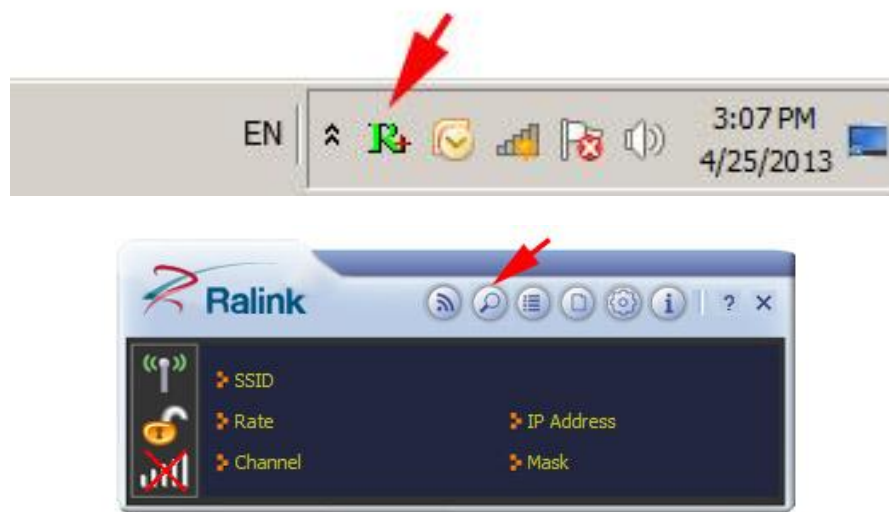 EN
3:07 PM
4/25/2013
Ralink
? ×
SSID
Rate
IP Address
Channel
Mask